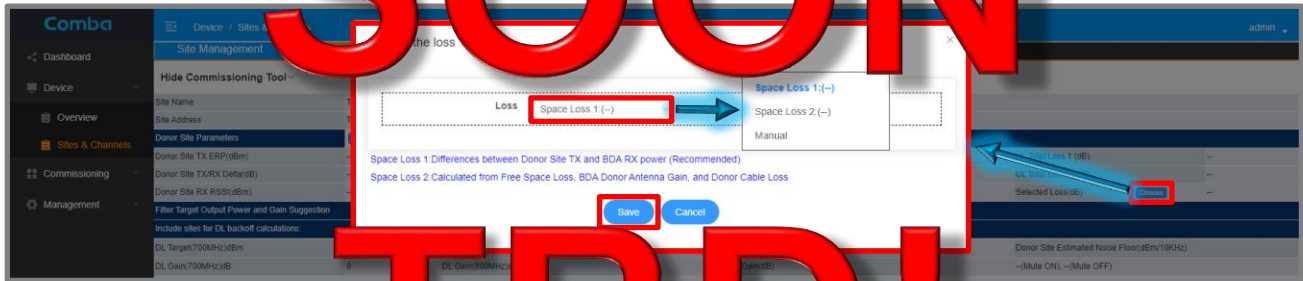 SOON
Comba
Device / Sites &
admin
Dashboard
Site Management
the loss
×
Hide Commissioning Tool
Device
Space Loss 1:(--)
Site Name
Loss
Space Loss 1:(--)
Space Loss 2:(--)
Overview
Site Address
Manual
Sites & Channels
Donor Site Parameters
Donor Site TX ERP(dBm)
Space Loss 1:Differences between Donor Site TX and BDA RX power (Recommended)
Total Loss 1 (dB)
--
Commissioning
Donor Site TX/RX Delta(dB)
Space Loss 2:Calculated from Free Space Loss, BDA Donor Antenna Gain, and Donor Cable Loss
UL Total
--
Management
Donor Site RX RSSI(dBm)
Selected Loss(dB)
Choose
--
Filter Target Output Power and Gain Suggestion
Save
Cancel
Include sites for DL backoff calculations:
DL Target(700MHz)dBm
Donor Site Estimated Noise Floor(dBm/10KHz)
DL Gain(700MHz)dB
0
DL Gain(800MHz)
Gain(dB)
--(Mute ON), --(Mute OFF)